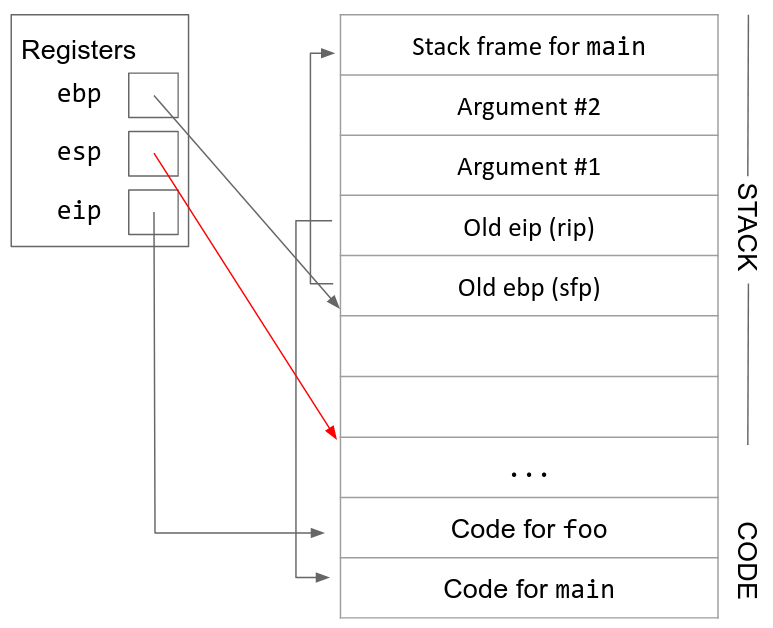 Registers
ebp
esp
eip
Stack frame for main
Argument #2
Argument #1
Old eip (rip)
Old ebp (sfp)
...
Code for foo
Code for main
STACK
CODE